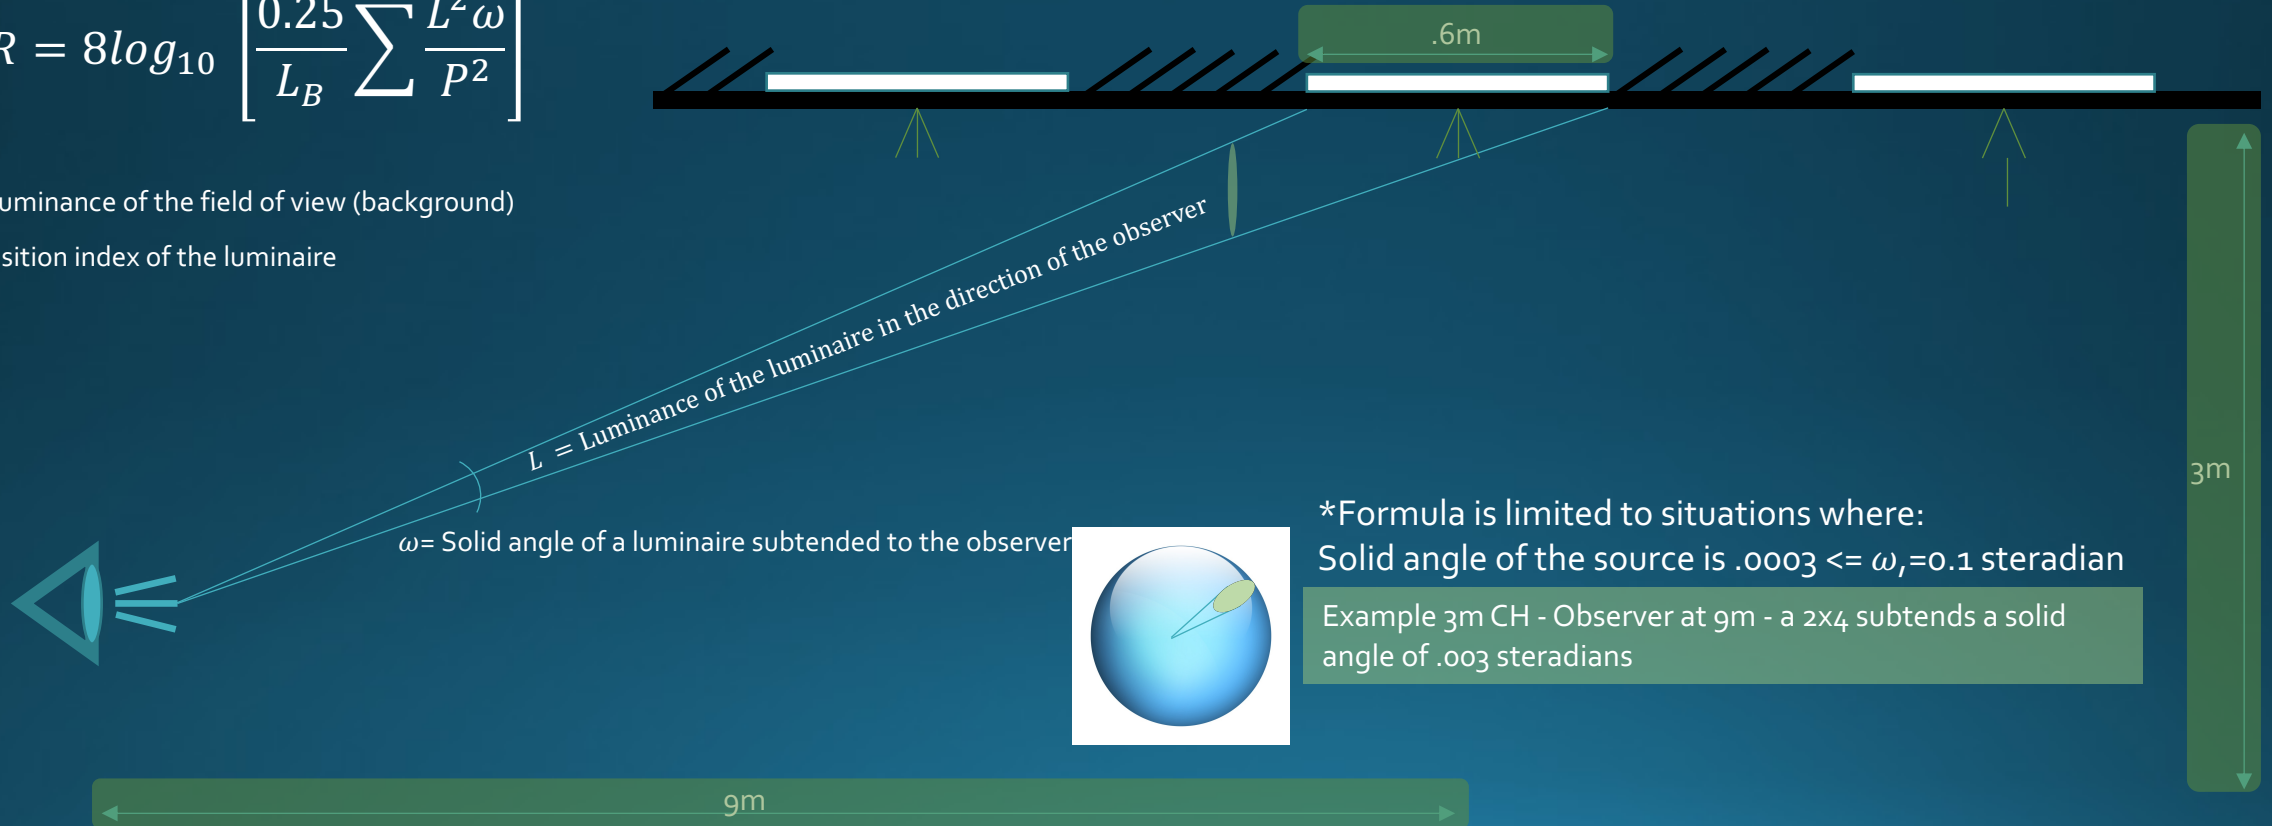 R = 8log₁₀ [0.25/L_B ∑ L²ω/P²]
.6m
uminance of the field of view (background)
sition index of the luminaire
L = Luminance of the luminaire in the direction of the observer
3m
ω= Solid angle of a luminaire subtended to the observer
*Formula is limited to situations where:
Solid angle of the source is .0003 <= ω,=0.1 steradian
Example 3m CH - Observer at 9m - a 2x4 subtends a solid
angle of .003 steradians
9m